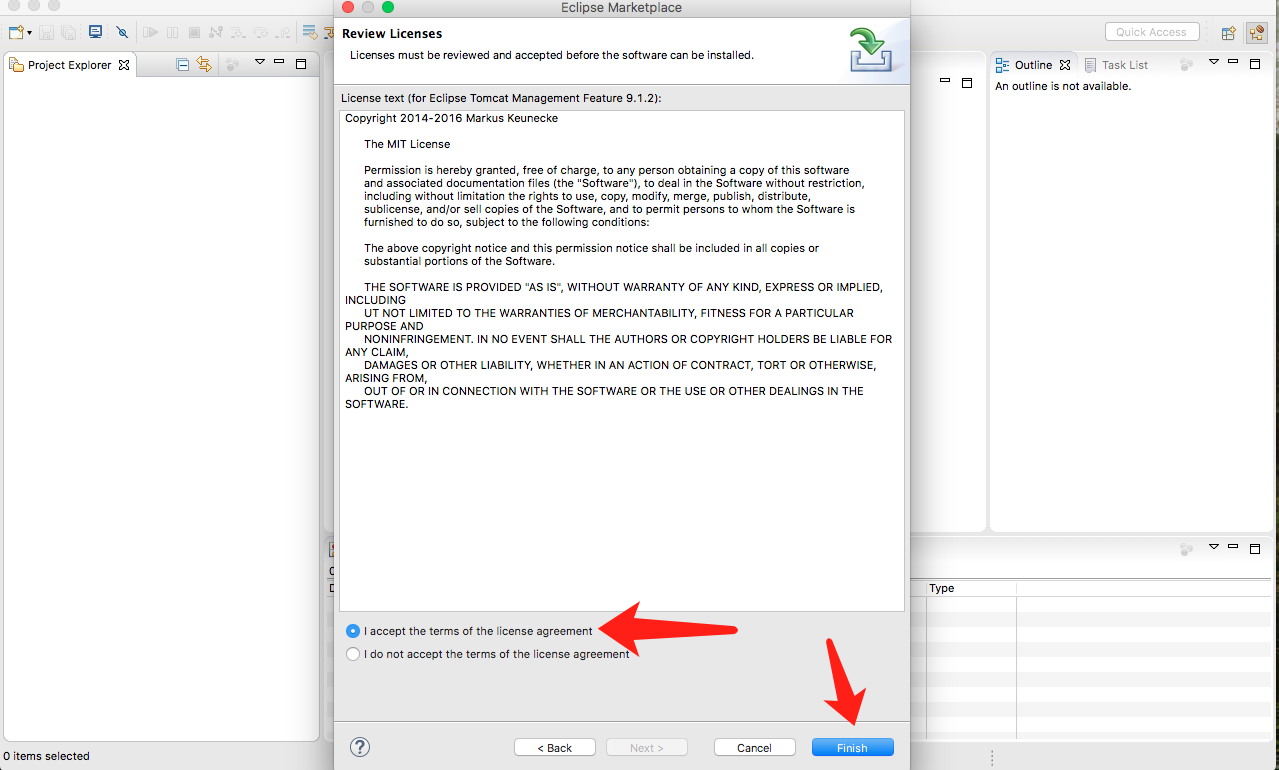 Eclipse Marketplace
Quick Access
Project Explorer
Review Licenses
Licenses must be reviewed and accepted before the software can be installed.
Outline
Task List
An outline is not available.
License text (for Eclipse Tomcat Management Feature 9.1.2):
Copyright 2014-2016 Markus Keunecke
The MIT License
Permission is hereby granted, free of charge, to any person obtaining a copy of this software
and associated documentation files (the "Software"), to deal in the Software without restriction,
including without limitation the rights to use, copy, modify, merge, publish, distribute,
sublicense, and/or sell copies of the Software, and to permit persons to whom the Software is
furnished to do so, subject to the following conditions:
The above copyright notice and this permission notice shall be included in all copies or
substantial portions of the Software.
THE SOFTWARE IS PROVIDED "AS IS", WITHOUT WARRANTY OF ANY KIND, EXPRESS OR IMPLIED,
INCLUDING
UT NOT LIMITED TO THE WARRANTIES OF MERCHANTABILITY, FITNESS FOR A PARTICULAR
PURPOSE AND
NONINFRINGEMENT. IN NO EVENT SHALL THE AUTHORS OR COPYRIGHT HOLDERS BE LIABLE FOR
ANY CLAIM,
DAMAGES OR OTHER LIABILITY, WHETHER IN AN ACTION OF CONTRACT, TORT OR OTHERWISE,
ARISING FROM,
OUT OF OR IN CONNECTION WITH THE SOFTWARE OR THE USE OR OTHER DEALINGS IN THE
SOFTWARE.
Type
I accept the terms of the license agreement
I do not accept the terms of the license agreement
?
< Back
Next >
Cancel
Finish
0 items selected